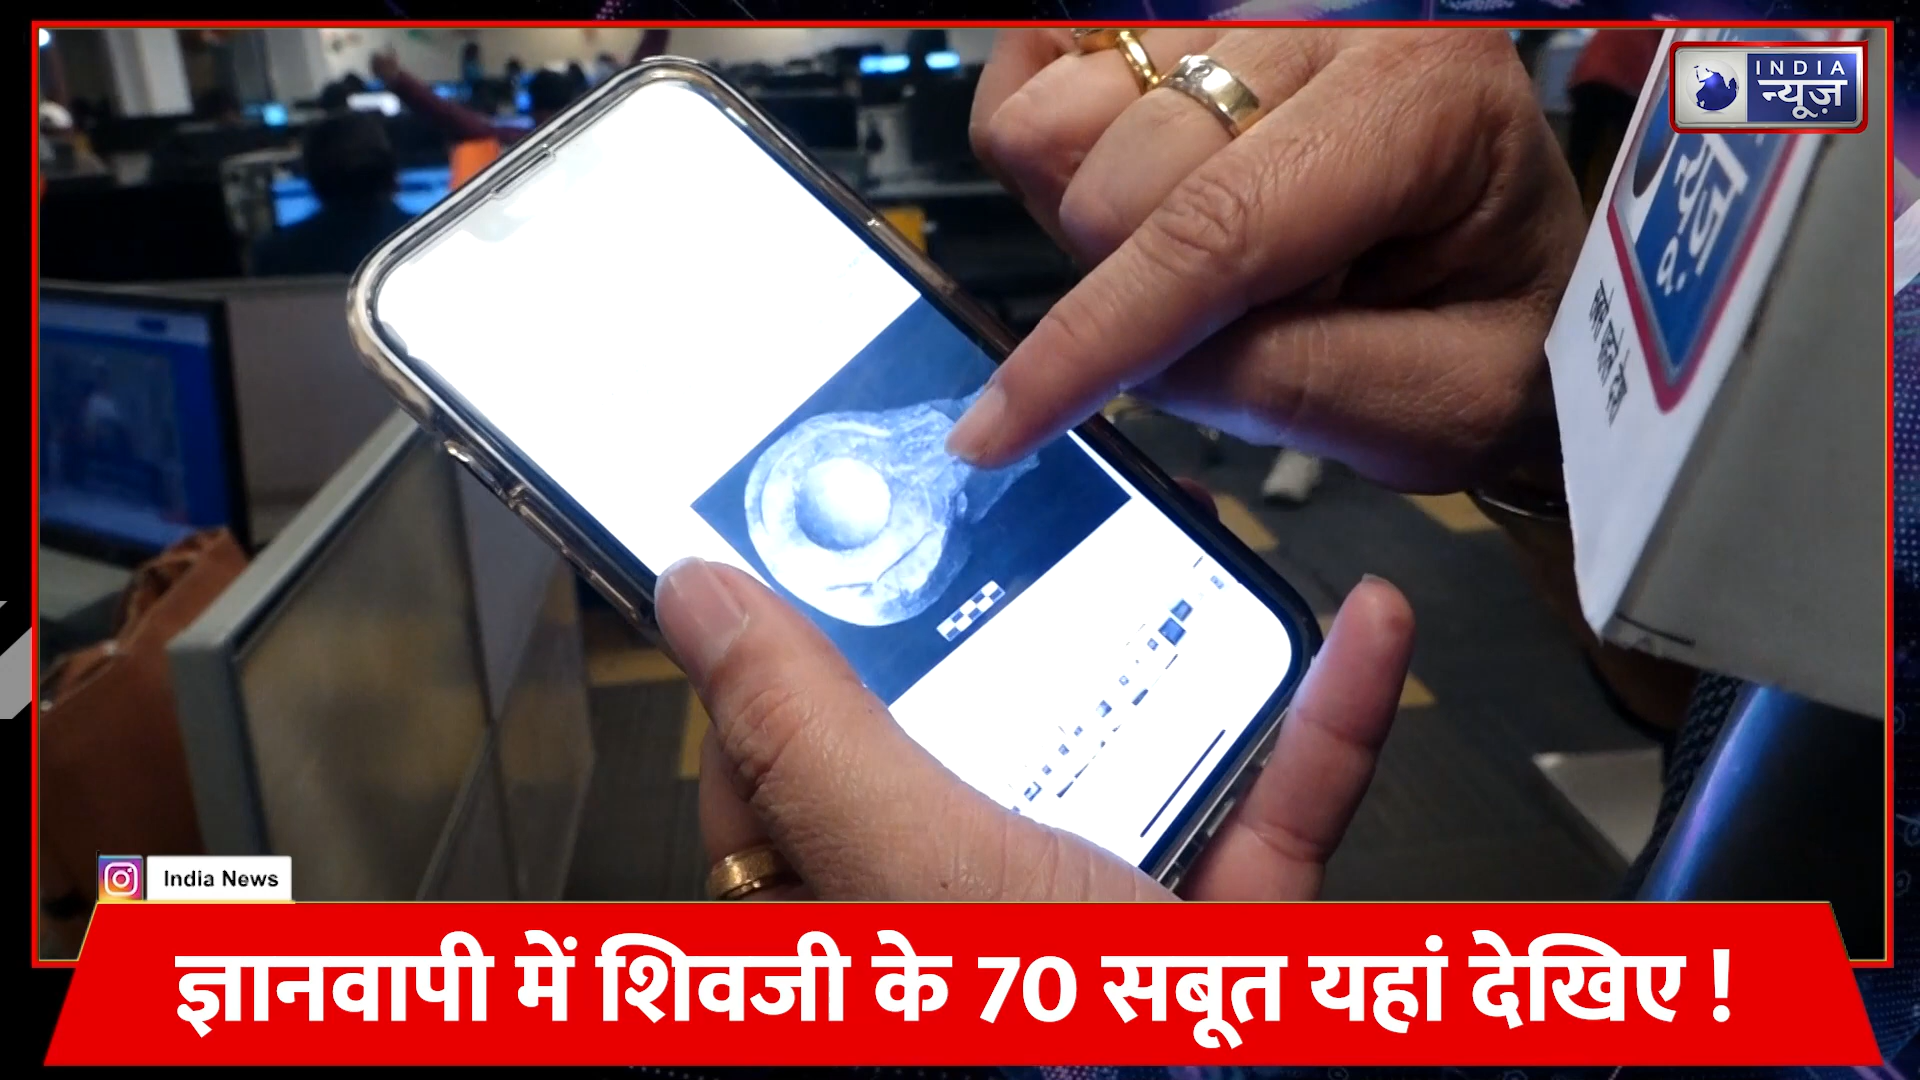 INDIA
न्यूज़
न्यूज़
India News
ज्ञानवापी में शिवजी के 70 सबूत यहां देखिए !